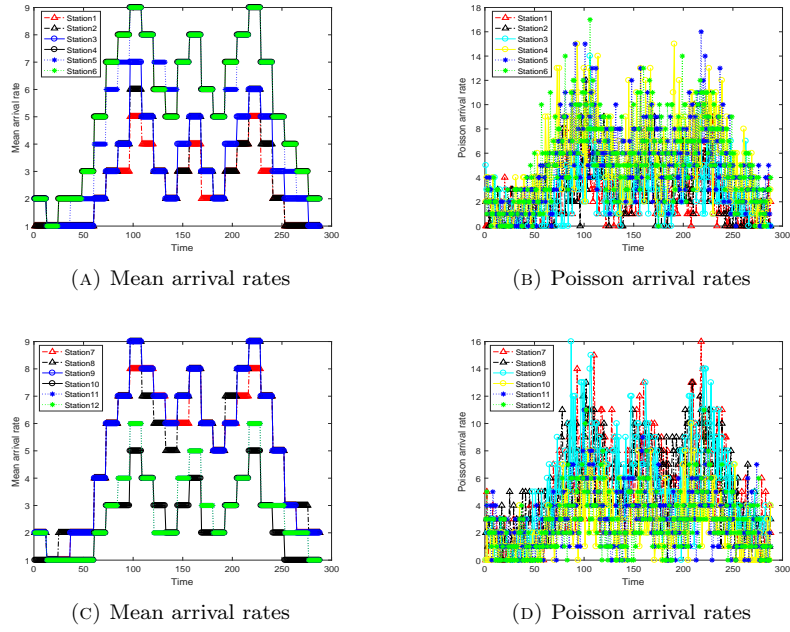 9
8
7
6
5
4
3
2
1
Mean arrival rate
Station1
Station2
Station3
Station4
Station5
Station6
0 50 100 150 200 250 300
Time
(A) Mean arrival rates
18
16
14
12
10
8
6
4
2
0
Poisson arrival rate
Station1
Station2
Station3
Station4
Station5
Station6
0 50 100 150 200 250 300
Time
(B) Poisson arrival rates
9
8
7
6
5
4
3
2
1
Mean arrival rate
Station7
Station8
Station9
Station10
Station11
Station12
0 50 100 150 200 250 300
Time
(C) Mean arrival rates
16
14
12
10
8
6
4
2
0
Poisson arrival rate
Station7
Station8
Station9
Station10
Station11
Station12
0 50 100 150 200 250 300
Time
(D) Poisson arrival rates